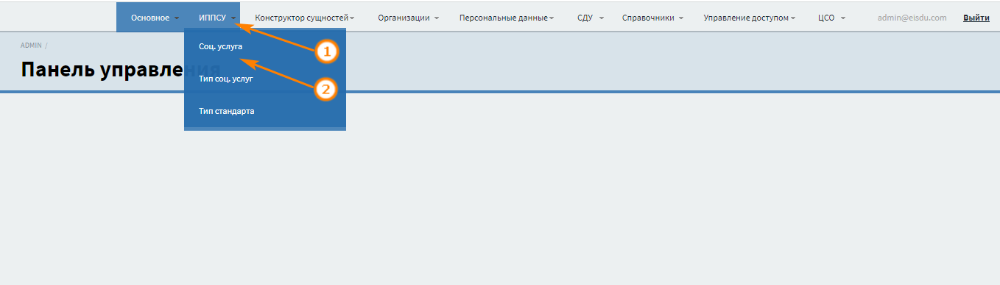 Основное ИППСУ Конструктор сущностей Организации Персональные данные СДУ Справочники Управление доступом ЦСО admin@eisdu.com Выйти
ADMIN /
Соц. услуга
1
Панель управления
Тип соц. услуг
2
Тип стандарта